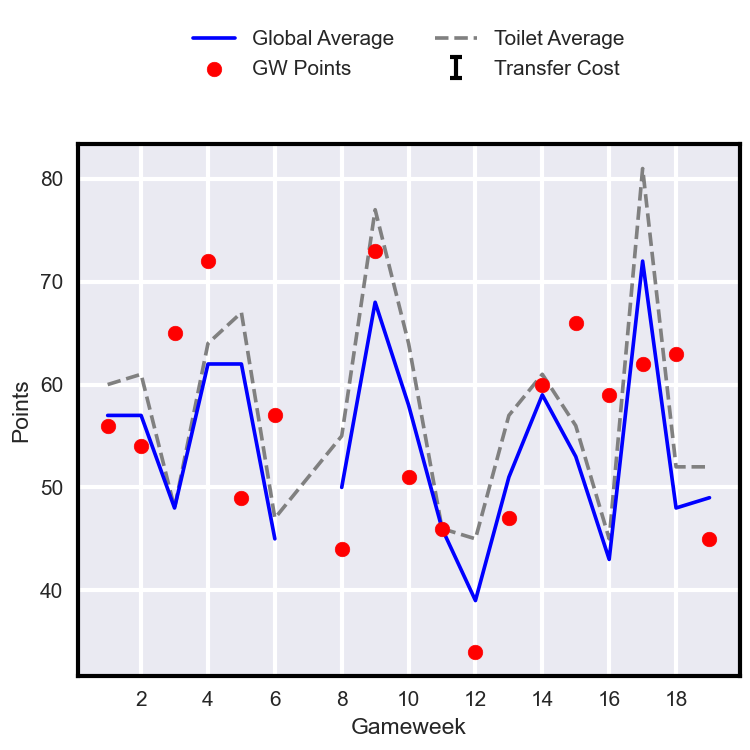 Global Average
Toilet Average
GW Points
Transfer Cost
80
70
60
50
40
Points
2 4 6 8 10 12 14 16 18
Gameweek